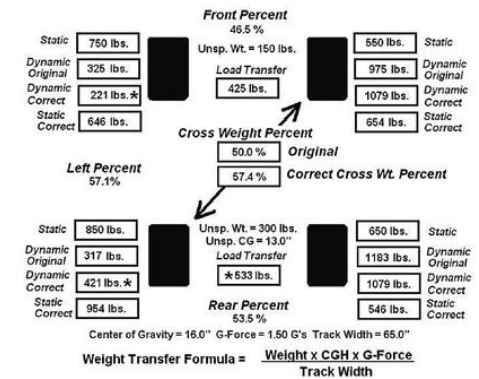 Front Percent
46.5 %
Static 750 lbs. Unsp. Wt. = 150 lbs. 550 lbs. Static
Dynamic Original 325 lbs. Load Transfer 975 lbs. Dynamic Original
Dynamic Correct 221 lbs.* 425 lbs. 1079 lbs. Dynamic Correct
Static Correct 646 lbs. 654 lbs. Static Correct
Cross Weight Percent
50.0 % Original
Left Percent
57.1%
57.4 % Correct Cross Wt. Percent
Static 850 lbs. Unsp. Wt. = 300 lbs. 650 lbs. Static
Unsp. CG = 13.0"
Dynamic Original 317 lbs. Load Transfer 1183 lbs. Dynamic Original
Dynamic Correct 421 lbs.* *533 lbs. 1079 lbs. Dynamic Correct
Static Correct 954 lbs. Rear Percent 546 lbs. Static Correct
53.5 %
Center of Gravity = 16.0" G-Force = 1.50 G's Track Width = 65.0"
Weight Transfer Formula = Weight x CGH x G-Force
Track Width